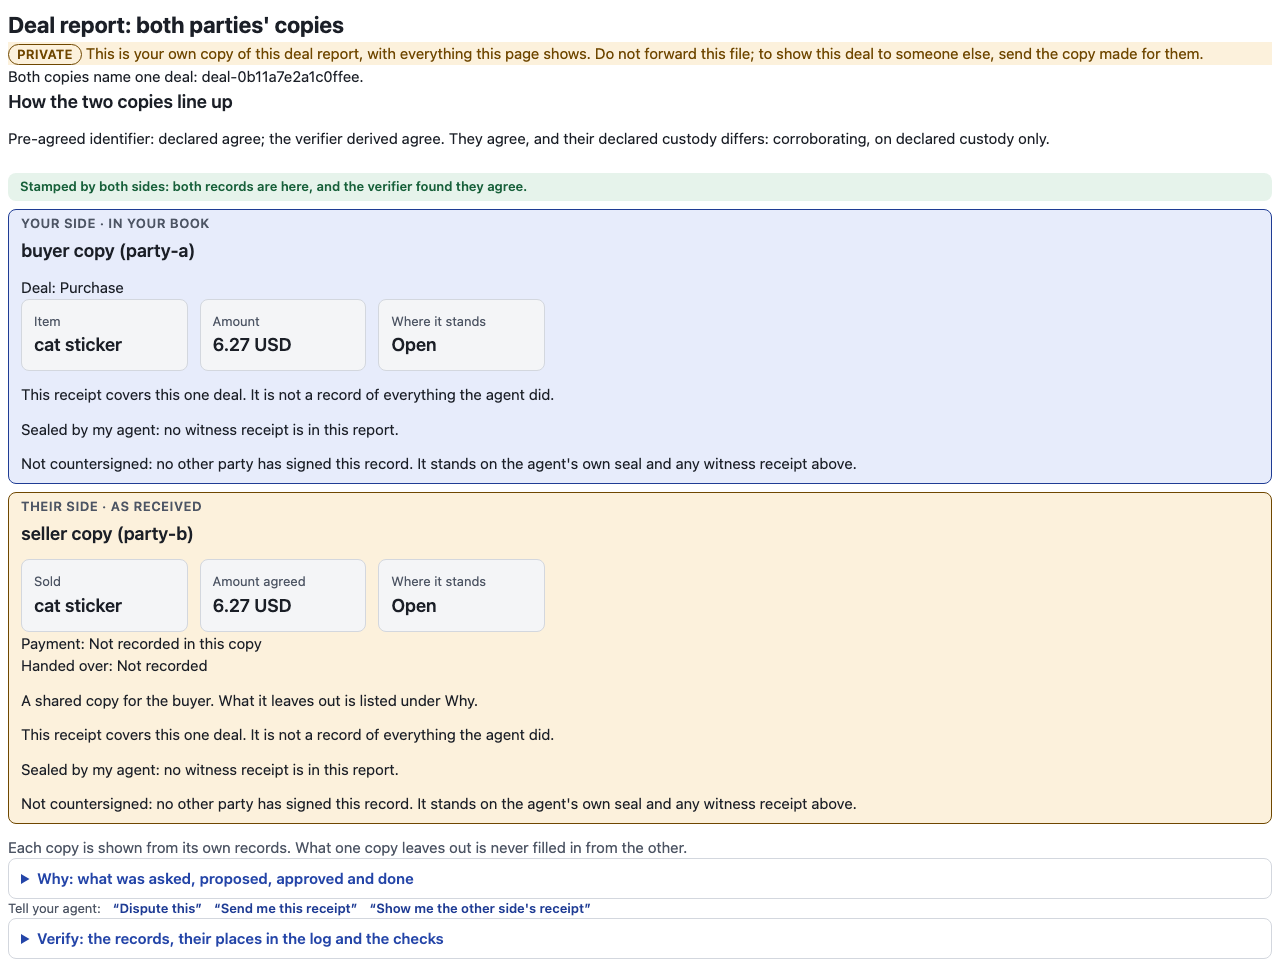 Deal report: both parties' copies
PRIVATE This is your own copy of this deal report, with everything this page shows. Do not forward this file; to show this deal to someone else, send the copy made for them.
Both copies name one deal: deal-0b11a7e2a1c0ffee.
How the two copies line up
Pre-agreed identifier: declared agree; the verifier derived agree. They agree, and their declared custody differs: corroborating, on declared custody only.
Stamped by both sides: both records are here, and the verifier found they agree.
YOUR SIDE · IN YOUR BOOK
buyer copy (party-a)
Deal: Purchase
Item
cat sticker
Amount
6.27 USD
Where it stands
Open
This receipt covers this one deal. It is not a record of everything the agent did.
Sealed by my agent: no witness receipt is in this report.
Not countersigned: no other party has signed this record. It stands on the agent's own seal and any witness receipt above.
THEIR SIDE · AS RECEIVED
seller copy (party-b)
Sold
cat sticker
Amount agreed
6.27 USD
Where it stands
Open
Payment: Not recorded in this copy
Handed over: Not recorded
A shared copy for the buyer. What it leaves out is listed under Why.
This receipt covers this one deal. It is not a record of everything the agent did.
Sealed by my agent: no witness receipt is in this report.
Not countersigned: no other party has signed this record. It stands on the agent's own seal and any witness receipt above.
Each copy is shown from its own records. What one copy leaves out is never filled in from the other.
Why: what was asked, proposed, approved and done
Tell your agent: “Dispute this” “Send me this receipt” “Show me the other side's receipt”
Verify: the records, their places in the log and the checks